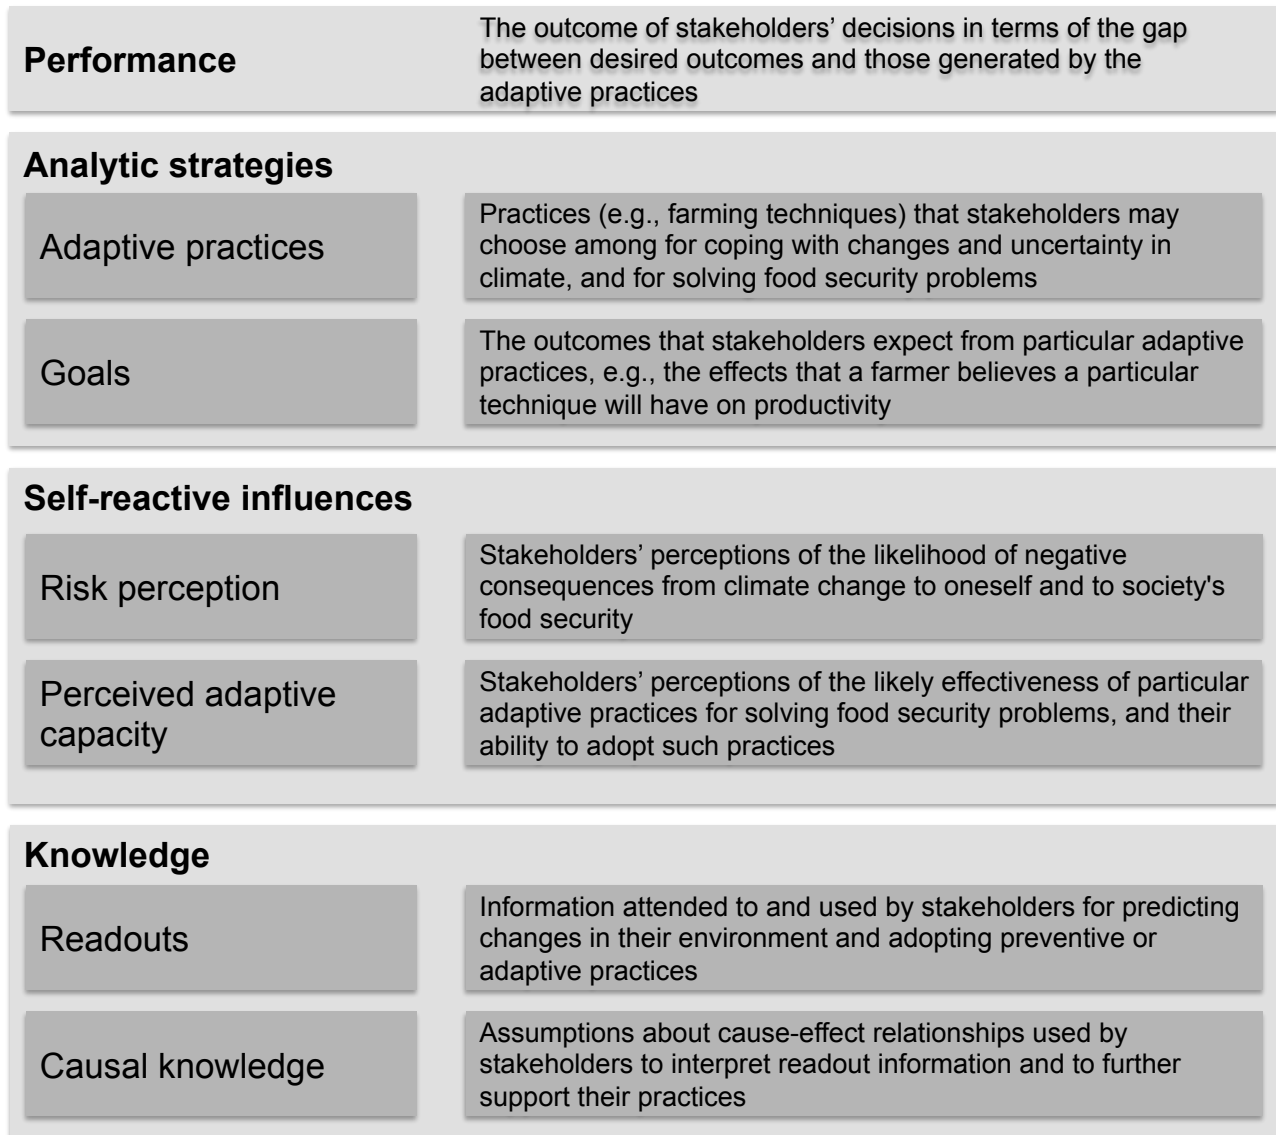 Performance
The outcome of stakeholders’ decisions in terms of the gap
between desired outcomes and those generated by the
adaptive practices
Analytic strategies
Adaptive practices
Practices (e.g., farming techniques) that stakeholders may
choose among for coping with changes and uncertainty in
climate, and for solving food security problems
Goals
The outcomes that stakeholders expect from particular adaptive
practices, e.g., the effects that a farmer believes a particular
technique will have on productivity
Self-reactive influences
Risk perception
Stakeholders’ perceptions of the likelihood of negative
consequences from climate change to oneself and to society's
food security
Perceived adaptive
capacity
Stakeholders’ perceptions of the likely effectiveness of particular
adaptive practices for solving food security problems, and their
ability to adopt such practices
Knowledge
Readouts
Information attended to and used by stakeholders for predicting
changes in their environment and adopting preventive or
adaptive practices
Causal knowledge
Assumptions about cause-effect relationships used by
stakeholders to interpret readout information and to further
support their practices